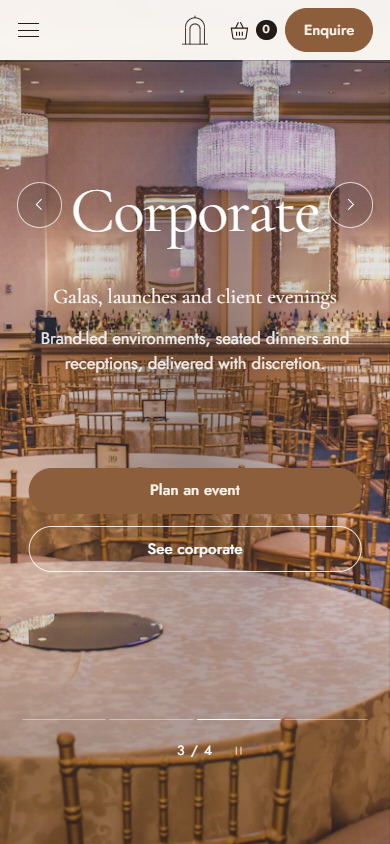 0
Enquire
Corporate
Galas, launches and client evenings
Brand-led environments, seated dinners and
receptions, delivered with discretion.
39
Plan an event
See corporate
3 / 4